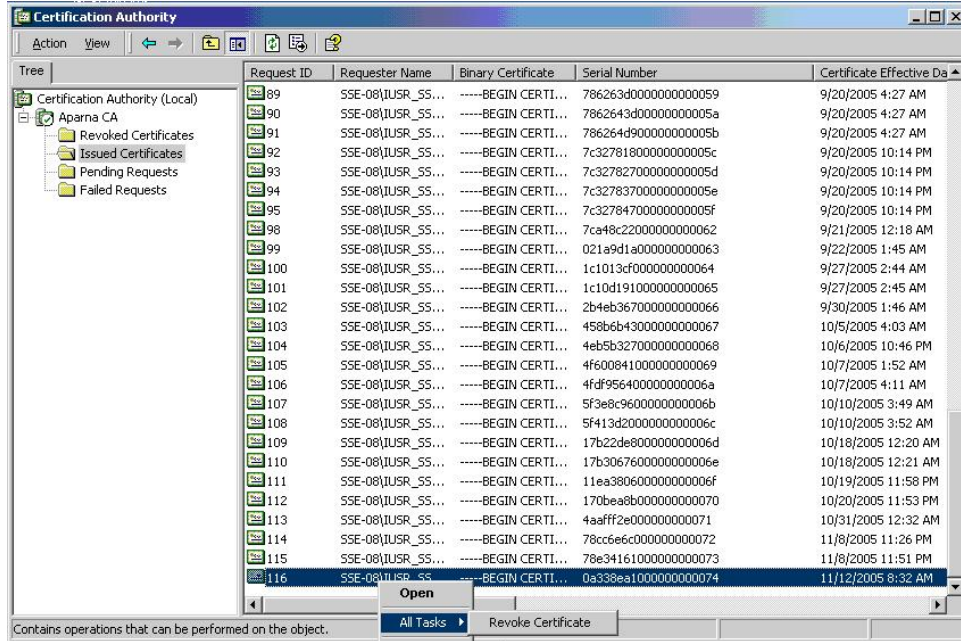 Certification Authority
Action View
Tree
Certification Authority (Local)
Aparna CA
Revoked Certificates
Issued Certificates
Pending Requests
Failed Requests
Request ID Requester Name Binary Certificate Serial Number Certificate Effective Da
89 SSE-08\IUSR_SS... -----BEGIN CERTI... 786263d0000000000059 9/20/2005 4:27 AM
90 SSE-08\IUSR_SS... -----BEGIN CERTI... 7862643d00000000005a 9/20/2005 4:27 AM
91 SSE-08\IUSR_SS... -----BEGIN CERTI... 786264d900000000005b 9/20/2005 4:27 AM
92 SSE-08\IUSR_SS... -----BEGIN CERTI... 7c32781800000000005c 9/20/2005 10:14 PM
93 SSE-08\IUSR_SS... -----BEGIN CERTI... 7c32782700000000005d 9/20/2005 10:14 PM
94 SSE-08\IUSR_SS... -----BEGIN CERTI... 7c32783700000000005e 9/20/2005 10:14 PM
95 SSE-08\IUSR_SS... -----BEGIN CERTI... 7c32784700000000005f 9/20/2005 10:14 PM
98 SSE-08\IUSR_SS... -----BEGIN CERTI... 7ca48c22000000000062 9/21/2005 12:18 AM
99 SSE-08\IUSR_SS... -----BEGIN CERTI... 021a9d1a000000000063 9/22/2005 1:45 AM
100 SSE-08\IUSR_SS... -----BEGIN CERTI... 1c1013cf000000000064 9/27/2005 2:44 AM
101 SSE-08\IUSR_SS... -----BEGIN CERTI... 1c10d191000000000065 9/27/2005 2:45 AM
102 SSE-08\IUSR_SS... -----BEGIN CERTI... 2b4eb367000000000066 9/30/2005 1:46 AM
103 SSE-08\IUSR_SS... -----BEGIN CERTI... 458b6b43000000000067 10/5/2005 4:03 AM
104 SSE-08\IUSR_SS... -----BEGIN CERTI... 4eb5b327000000000068 10/6/2005 10:46 PM
105 SSE-08\IUSR_SS... -----BEGIN CERTI... 4f600841000000000069 10/7/2005 1:52 AM
106 SSE-08\IUSR_SS... -----BEGIN CERTI... 4fdf956400000000006a 10/7/2005 4:11 AM
107 SSE-08\IUSR_SS... -----BEGIN CERTI... 5f3e8c9600000000006b 10/10/2005 3:49 AM
108 SSE-08\IUSR_SS... -----BEGIN CERTI... 5f413d2000000000006c 10/10/2005 3:52 AM
109 SSE-08\IUSR_SS... -----BEGIN CERTI... 17b22de800000000006d 10/18/2005 12:20 AM
110 SSE-08\IUSR_SS... -----BEGIN CERTI... 17b3067600000000006e 10/18/2005 12:21 AM
111 SSE-08\IUSR_SS... -----BEGIN CERTI... 11ea380600000000006f 10/19/2005 11:58 PM
112 SSE-08\IUSR_SS... -----BEGIN CERTI... 170bea8b000000000070 10/20/2005 11:53 PM
113 SSE-08\IUSR_SS... -----BEGIN CERTI... 4aafff2e000000000071 10/31/2005 12:32 AM
114 SSE-08\IUSR_SS... -----BEGIN CERTI... 78cc6e6c000000000072 11/8/2005 11:26 PM
115 SSE-08\IUSR_SS... -----BEGIN CERTI... 78e34161000000000073 11/8/2005 11:51 PM
116 SSE-08\IUSR_SS... -----BEGIN CERTI... 0a338ea1000000000074 11/12/2005 8:32 AM
Open
All Tasks Revoke Certificate
Contains operations that can be performed on the object.